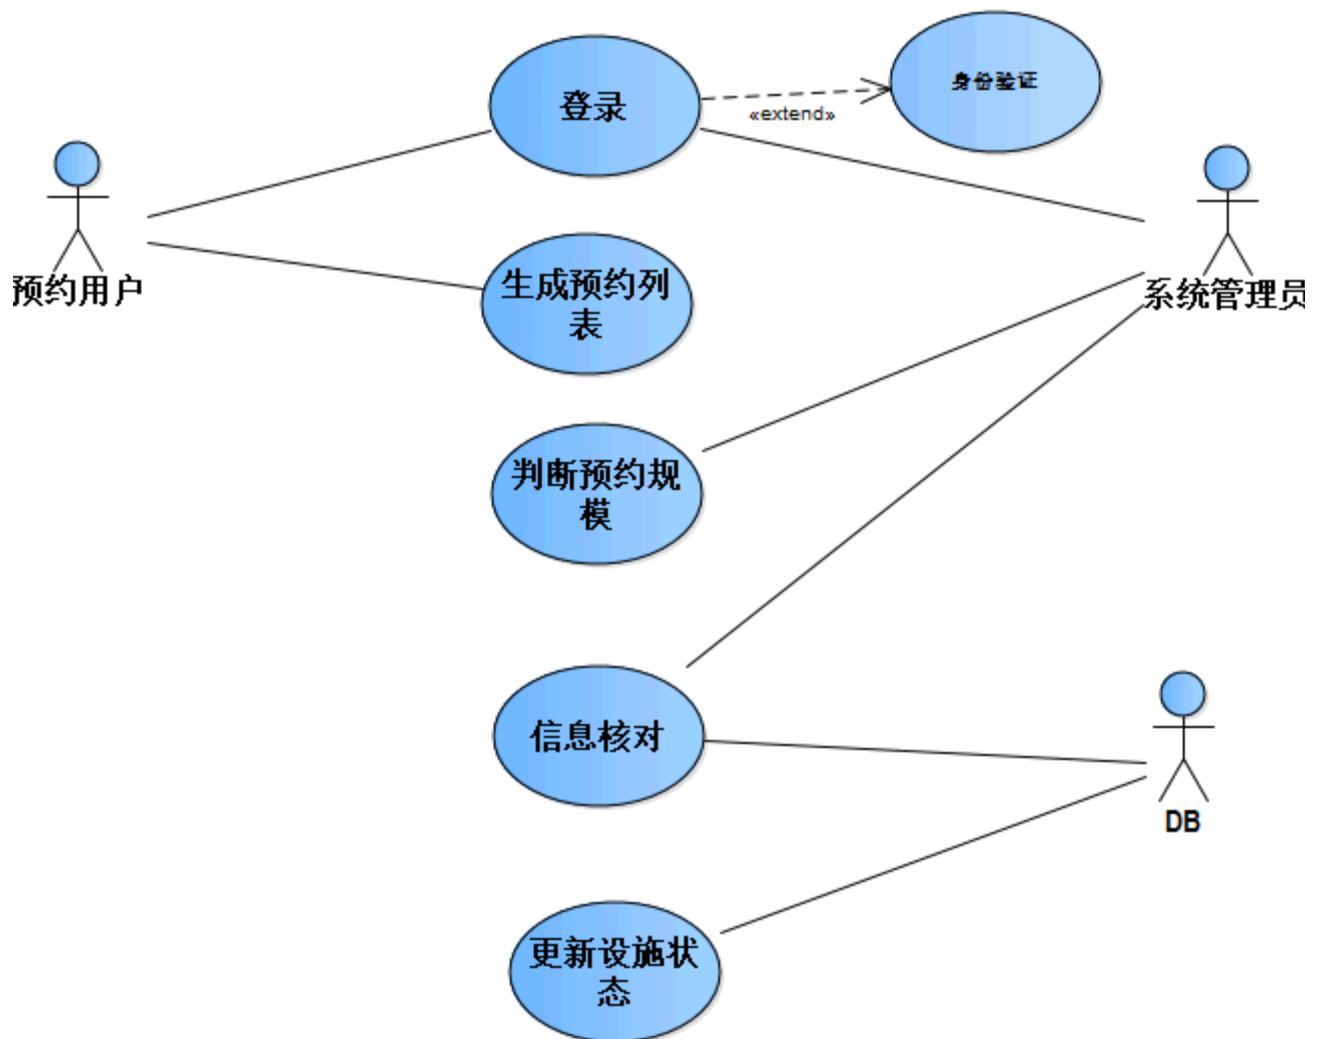 身份验证
登录
«extend»
预约用户
生成预约列
表
系统管理员
判断预约规
模
信息核对
DB
更新设施状
态